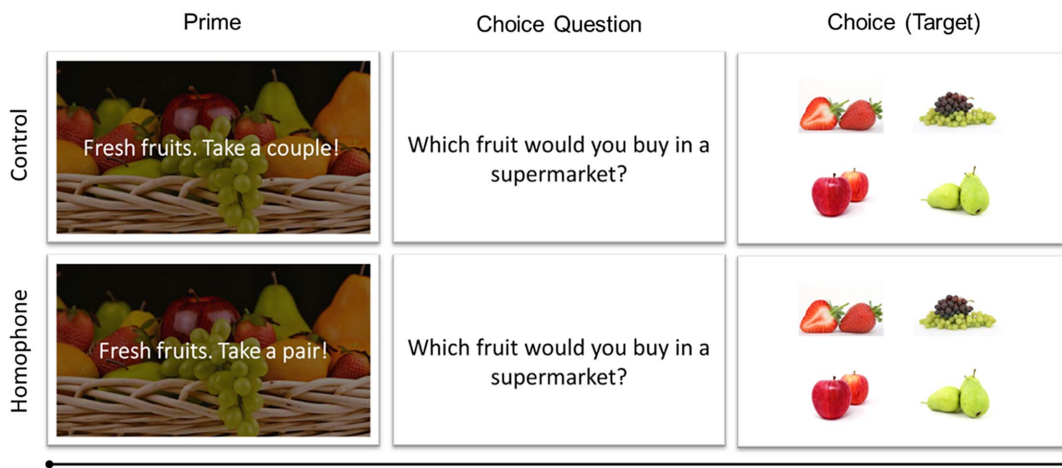 Prime
Choice Question
Choice (Target)
Control
Fresh fruits. Take a couple!
Which fruit would you buy in a
supermarket?
Homophone
Fresh fruits. Take a pair!
Which fruit would you buy in a
supermarket?